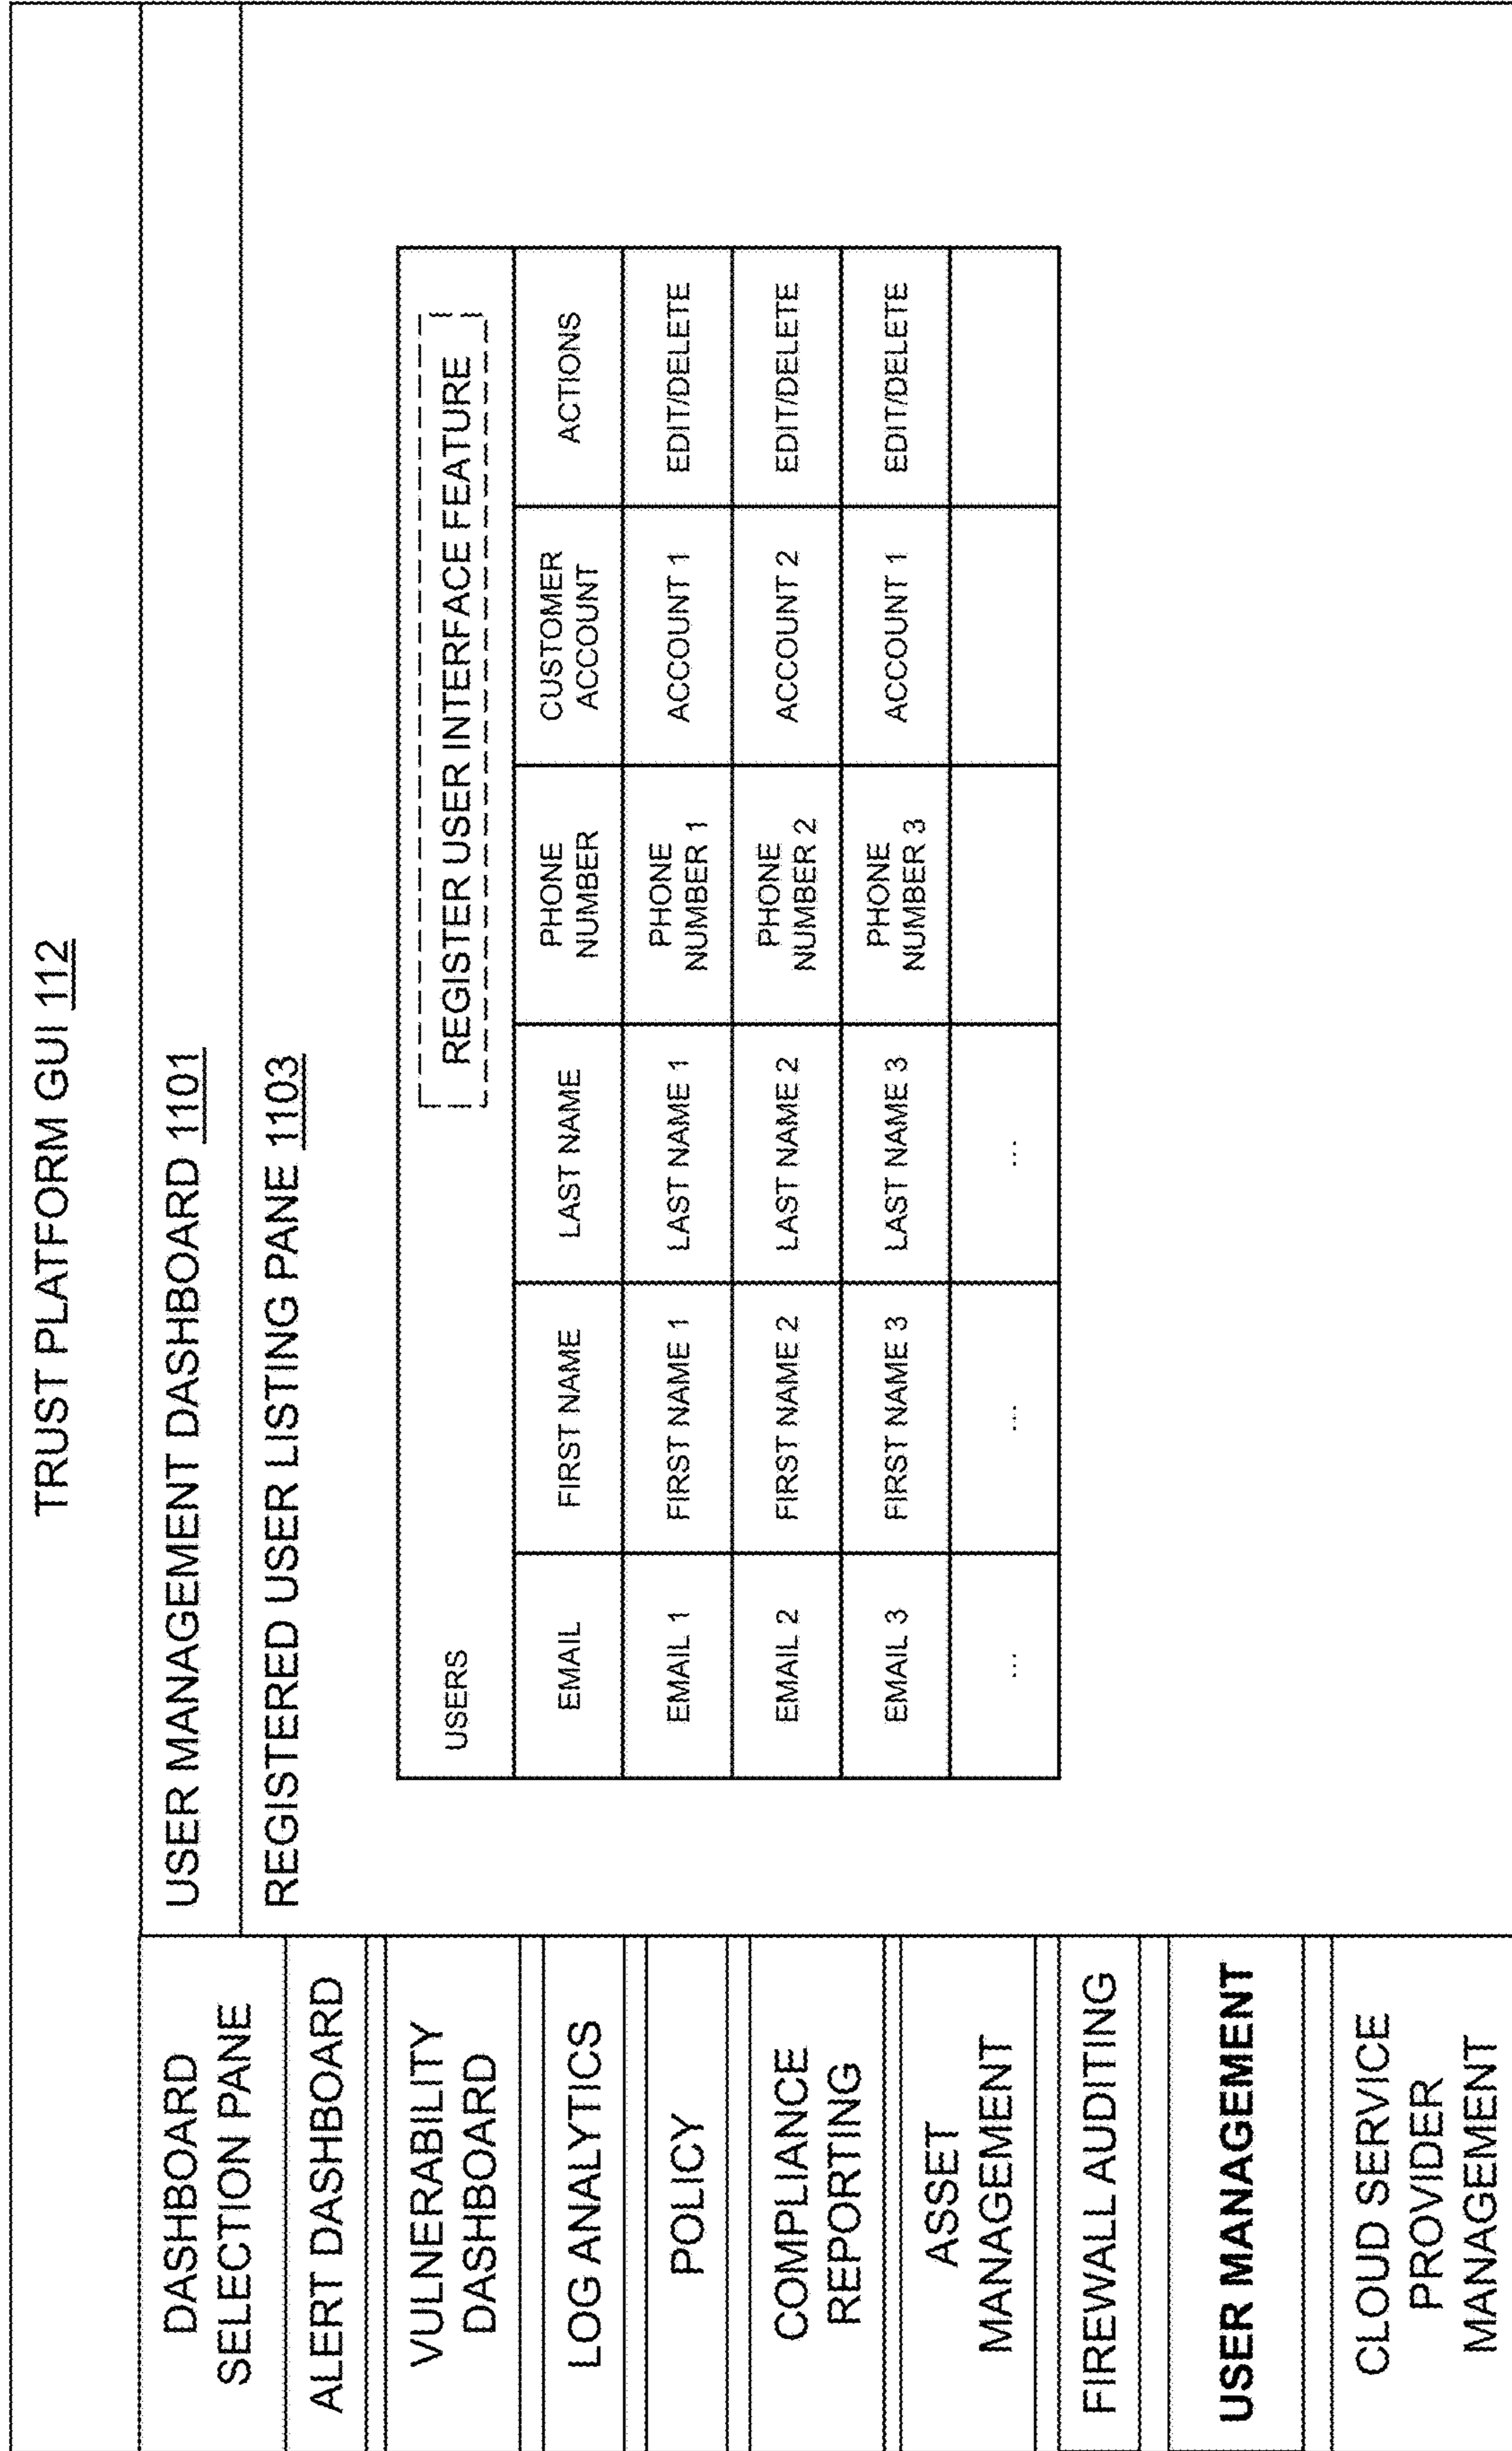 TRUST PLATFORM GUI 112
DASHBOARD
SELECTION PANE
ALERT DASHBOARD
VULNERABILITY
DASHBOARD
LOG ANALYTICS
POLICY
COMPLIANCE
REPORTING
ASSET
MANAGEMENT
FIREWALL AUDITING
USER MANAGEMENT
CLOUD SERVICE
PROVIDER
MANAGEMENT
USER MANAGEMENT DASHBOARD 1101
REGISTERED USER LISTING PANE 1103
USERS
REGISTER USER INTERFACE FEATURE
EMAIL
FIRST NAME
LAST NAME
PHONE
NUMBER
CUSTOMER
ACCOUNT
ACTIONS
EMAIL 1
FIRST NAME 1
LAST NAME 1
PHONE
NUMBER 1
ACCOUNT 1
EDIT/DELETE
EMAIL 2
FIRST NAME 2
LAST NAME 2
PHONE
NUMBER 2
ACCOUNT 2
EDIT/DELETE
EMAIL 3
FIRST NAME 3
LAST NAME 3
PHONE
NUMBER 3
ACCOUNT 1
EDIT/DELETE
...
...
...